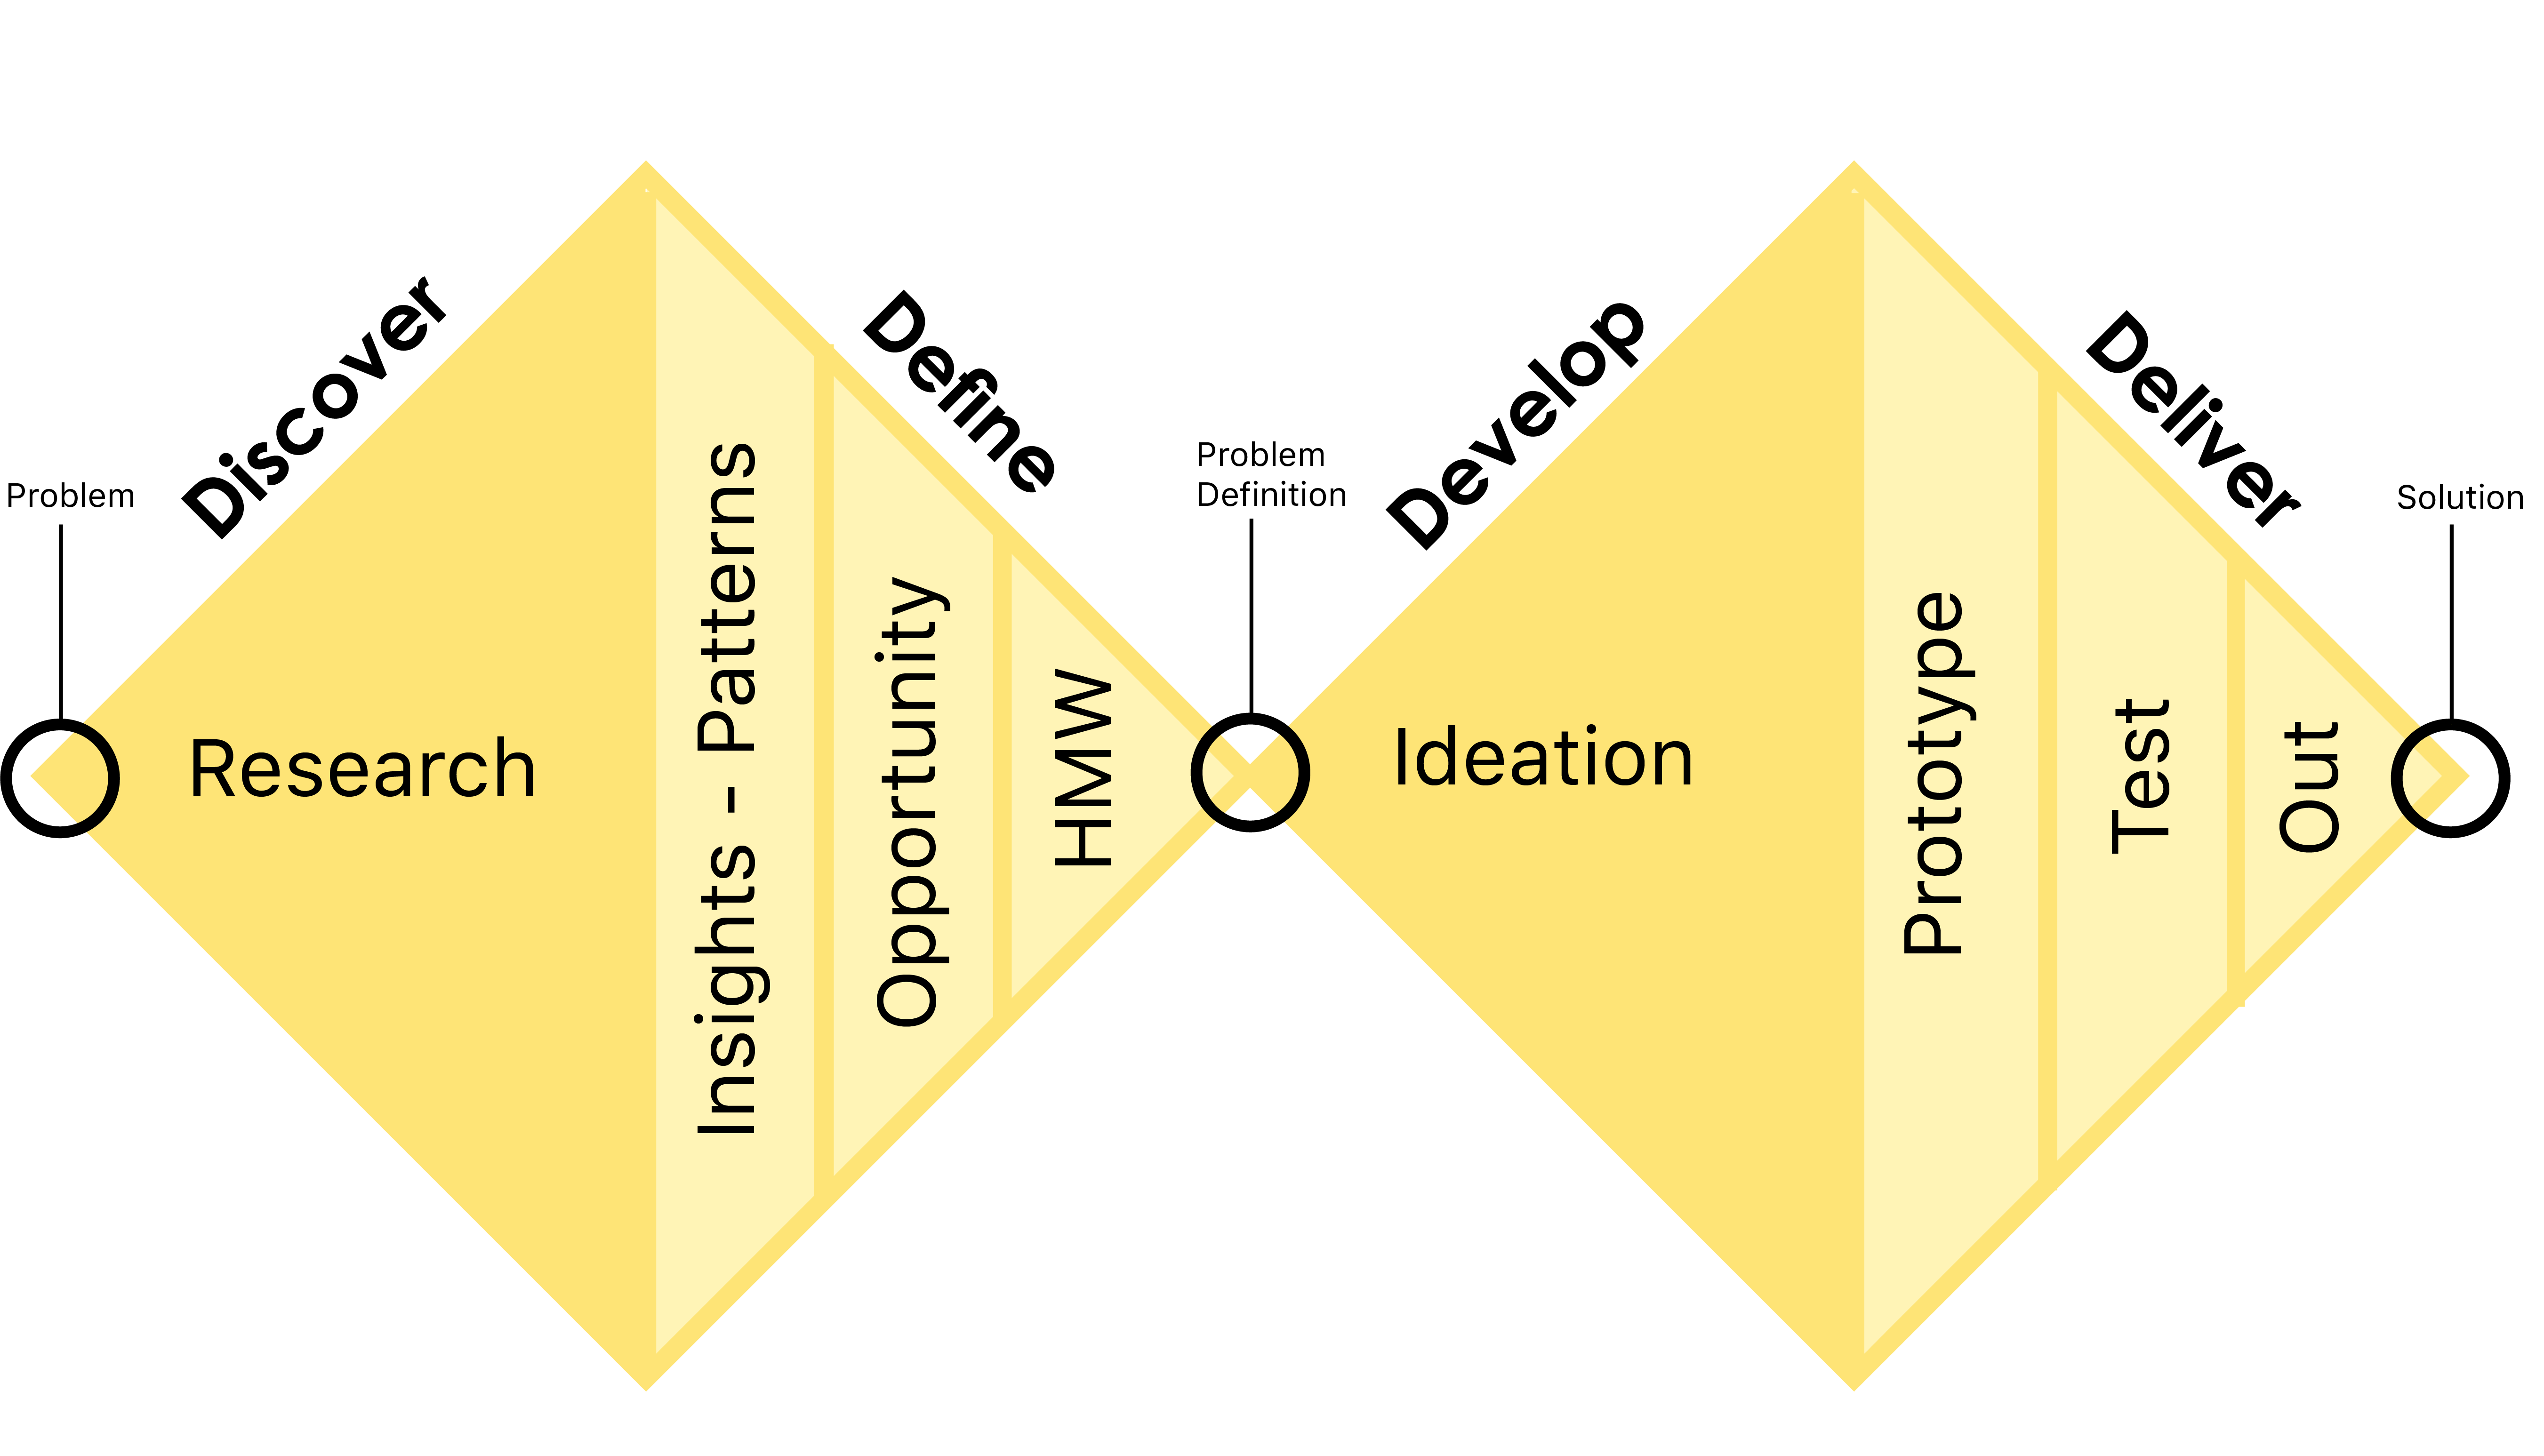 Discover
Define
Develop
Deliver
Problem
Problem
Definition
Solution
Research
Insights - Patterns
Opportunity
HMW
Ideation
Prototype
Test
Out